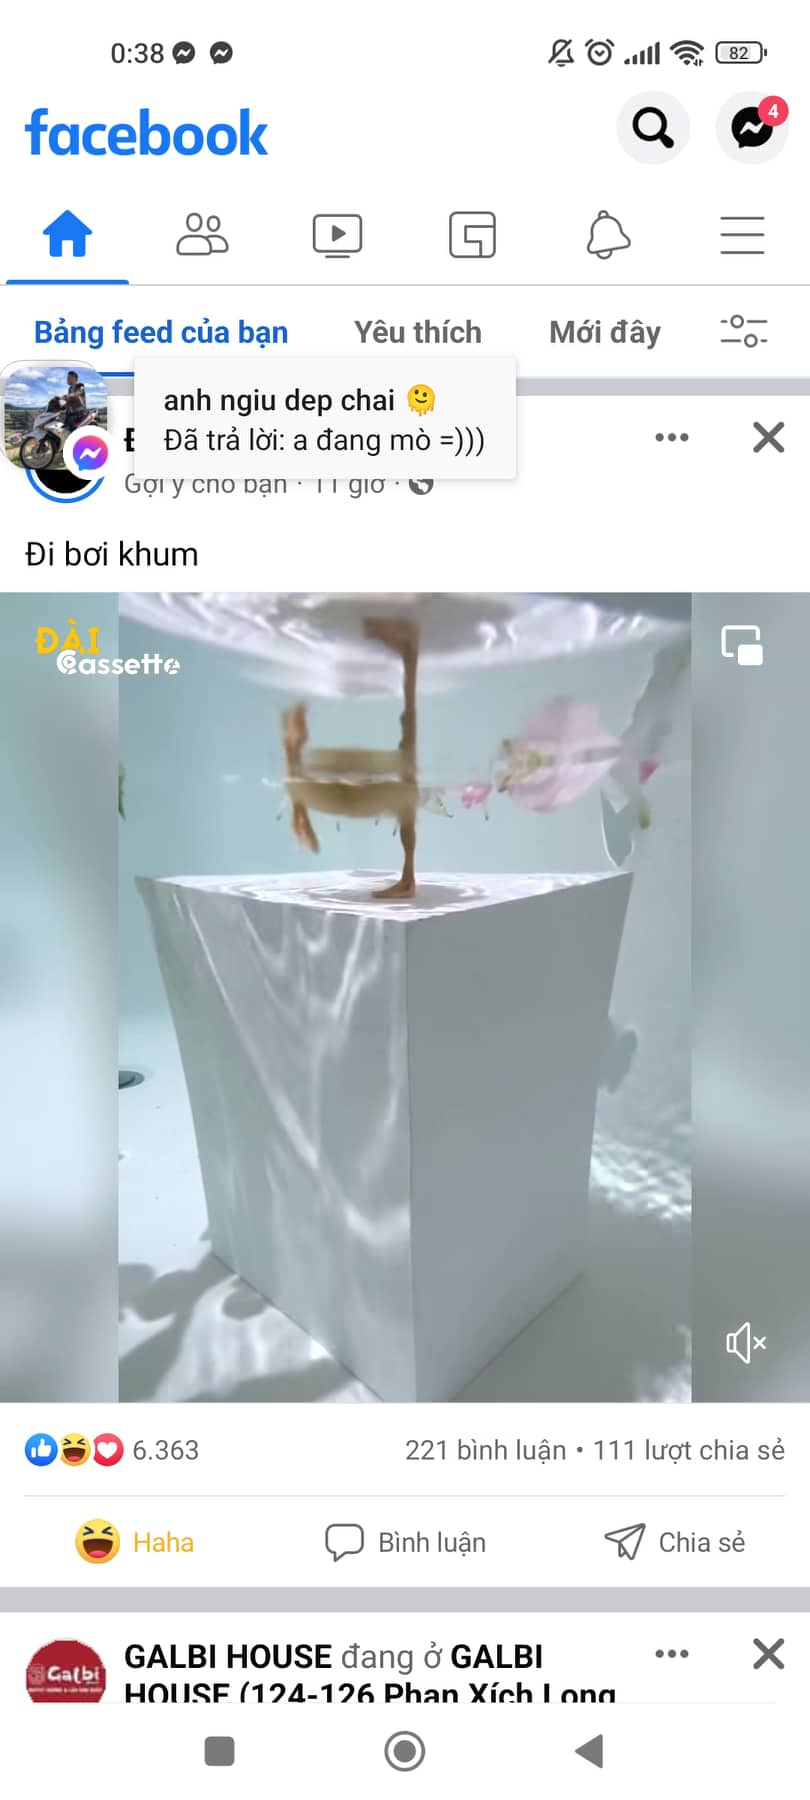 0:38
82
facebook
4
Bảng feed của bạn
Yêu thích
Mới đây
anh ngiu dep chai 🫠
Đã trả lời: a đang mò =)))
Gợi ý cho bạn · 11 giờ ·
Đi bơi khum
ĐÀI
Cassette
6.363
221 bình luận • 111 lượt chia sẻ
Haha
Bình luận
Chia sẻ
Galbi
GALBI HOUSE đang ở GALBI
HOUSE (124-126 Phan Xích Long